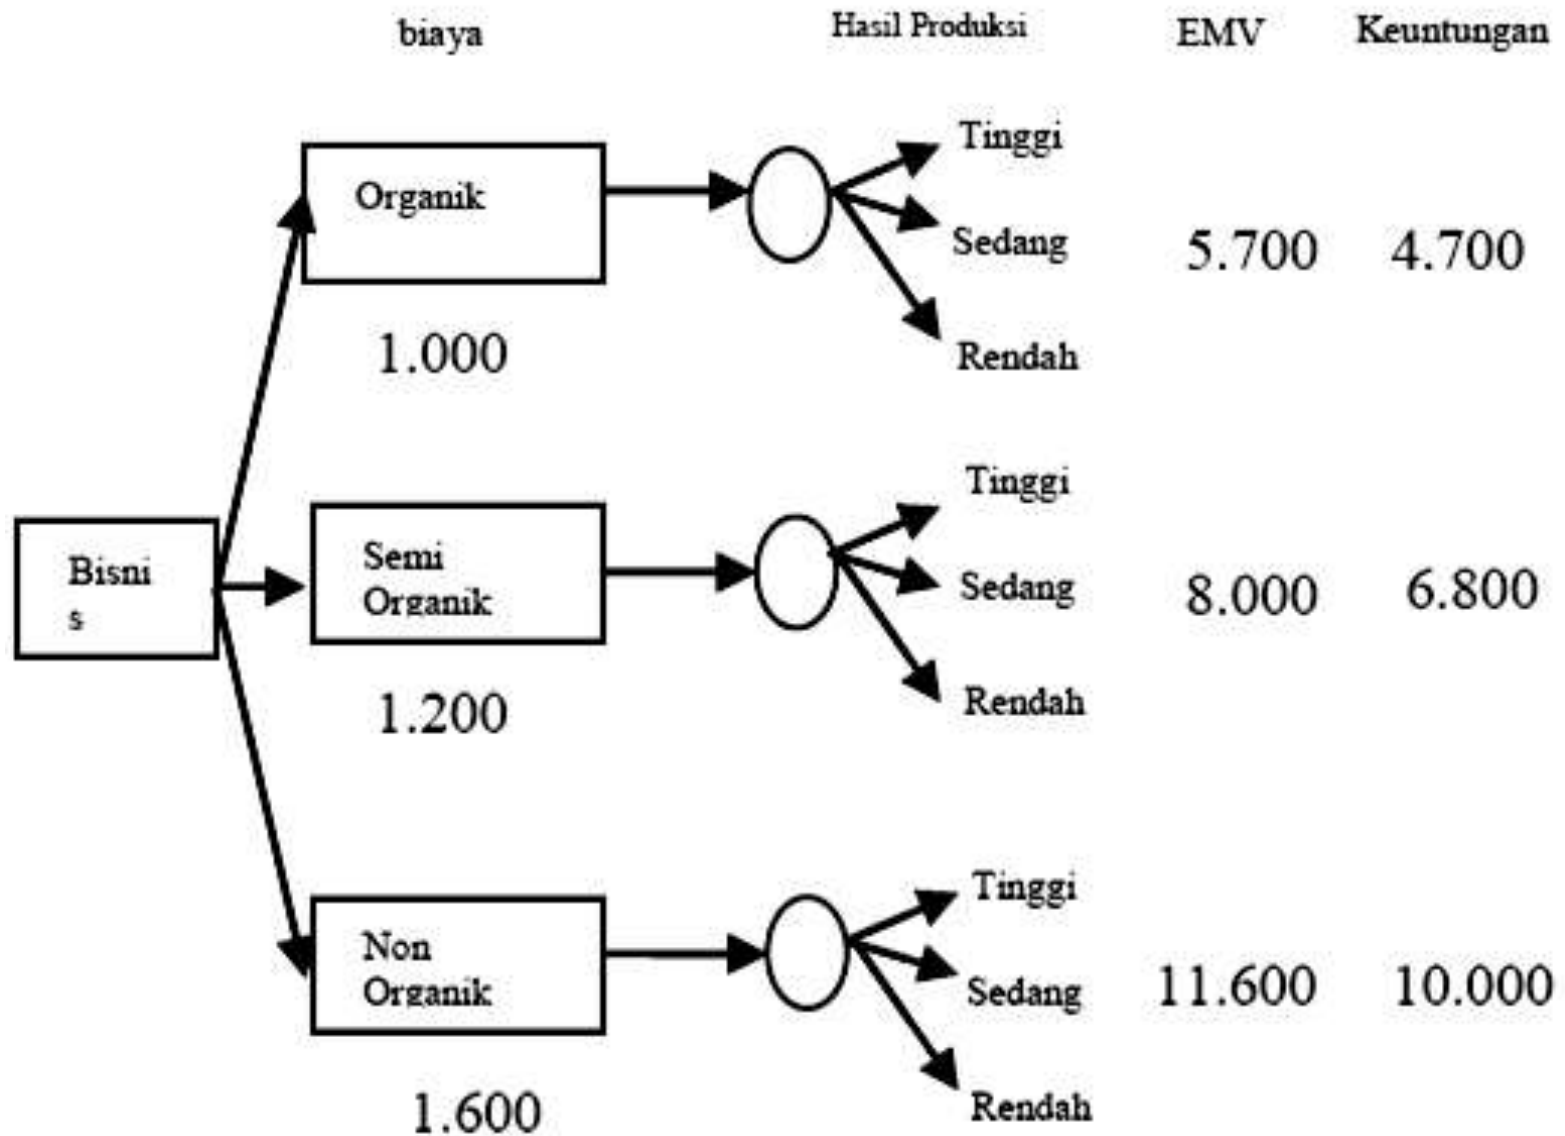 biaya Hasil Produksi EMV Keuntungan
Tinggi
Organik
Sedang 5.700 4.700
1.000
Rendah
Tinggi
Bisni
s
Semi
Organik
Sedang 8.000 6.800
1.200
Rendah
Tinggi
Non
Organik
Sedang 11.600 10.000
1.600
Rendah